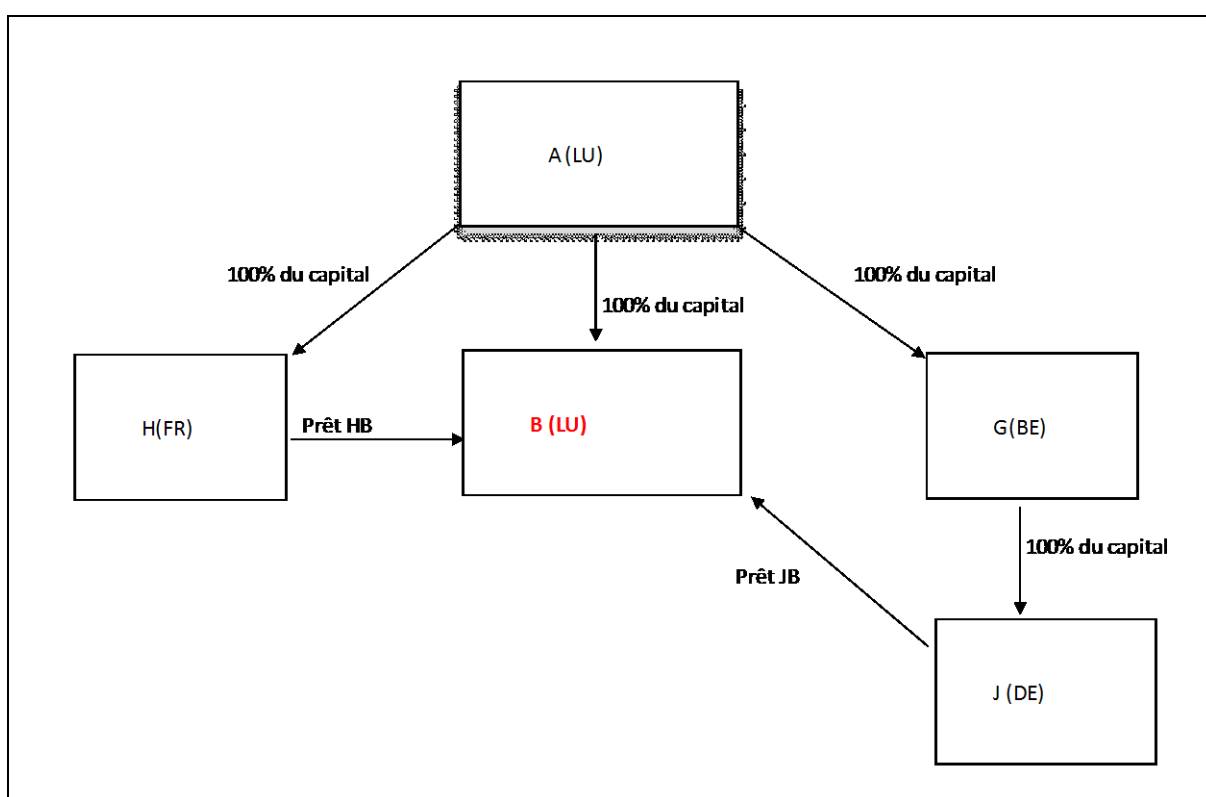 A (LU)
100% du capital
100% du capital
100% du capital
H(FR)
Prêt HB
B (LU)
G(BE)
100% du capital
Prêt JB
J (DE)